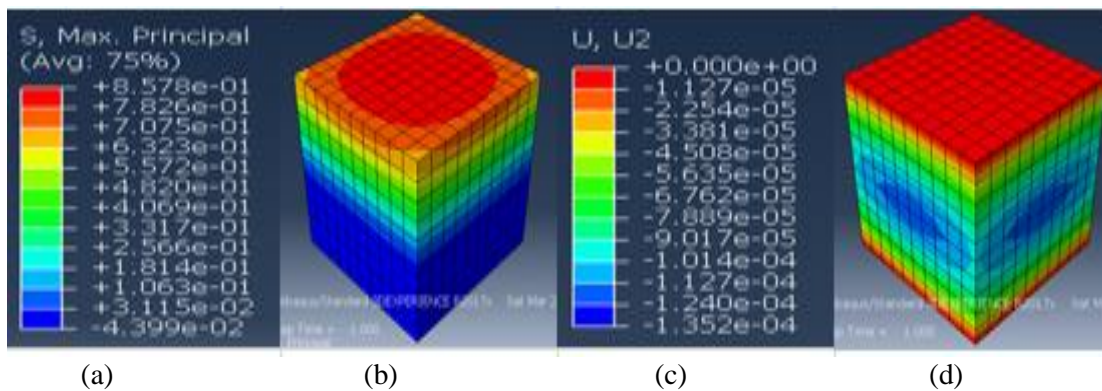 S, Max. Principal
(Avg: 75%)
+8.578e-01
+7.826e-01
+7.075e-01
+6.323e-01
+5.572e-01
+4.820e-01
+4.069e-01
+3.317e-01
+2.566e-01
+1.814e-01
+1.063e-01
+3.115e-02
-4.399e-02
U, U2
+0.000e+00
-1.127e-05
-2.254e-05
-3.381e-05
-4.508e-05
-5.635e-05
-6.762e-05
-7.889e-05
-9.017e-05
-1.014e-04
-1.127e-04
-1.240e-04
-1.352e-04
(a) (b) (c) (d)